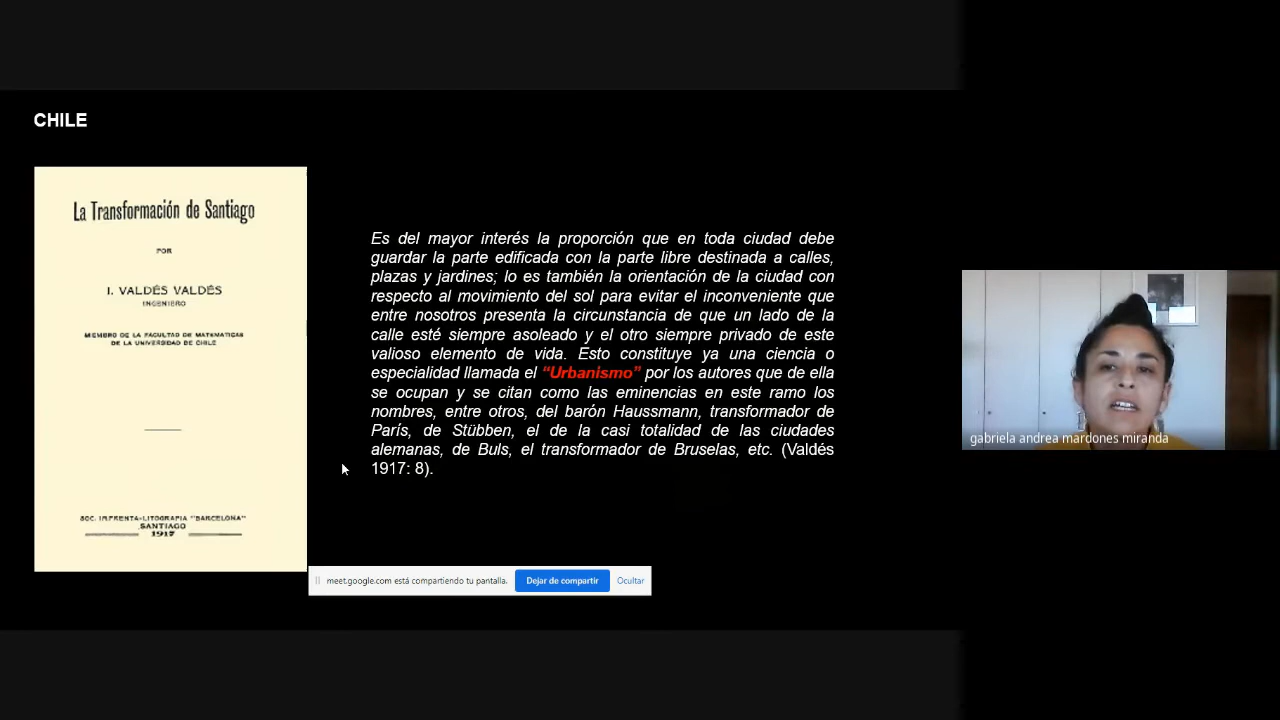 CHILE
La Transformación de Santiago
POR
I. VALDÉS VALDÉS
INGENIERO
MIEMBRO DE LA FACULTAD DE MATEMATICAS
DE LA UNIVERSIDAD DE CHILE
SOC. IMPRENTA-LITOGRAFIA "BARCELONA"
SANTIAGO
1917
Es del mayor interés la proporción que en toda ciudad debe
guardar la parte edificada con la parte libre destinada a calles,
plazas y jardines; lo es también la orientación de la ciudad con
respecto al movimiento del sol para evitar el inconveniente que
entre nosotros presenta la circunstancia de que un lado de la
calle esté siempre asoleado y el otro siempre privado de este
valioso elemento de vida. Esto constituye ya una ciencia o
especialidad llamada el “Urbanismo” por los autores que de ella
se ocupan y se citan como las eminencias en este ramo los
nombres, entre otros, del barón Haussmann, transformador de
París, de Stübben, el de la casi totalidad de las ciudades
alemanas, de Buls, el transformador de Bruselas, etc. (Valdés
1917: 8).
meet.google.com está compartiendo tu pantalla.
Dejar de compartir
Ocultar
gabriela andrea mardones miranda